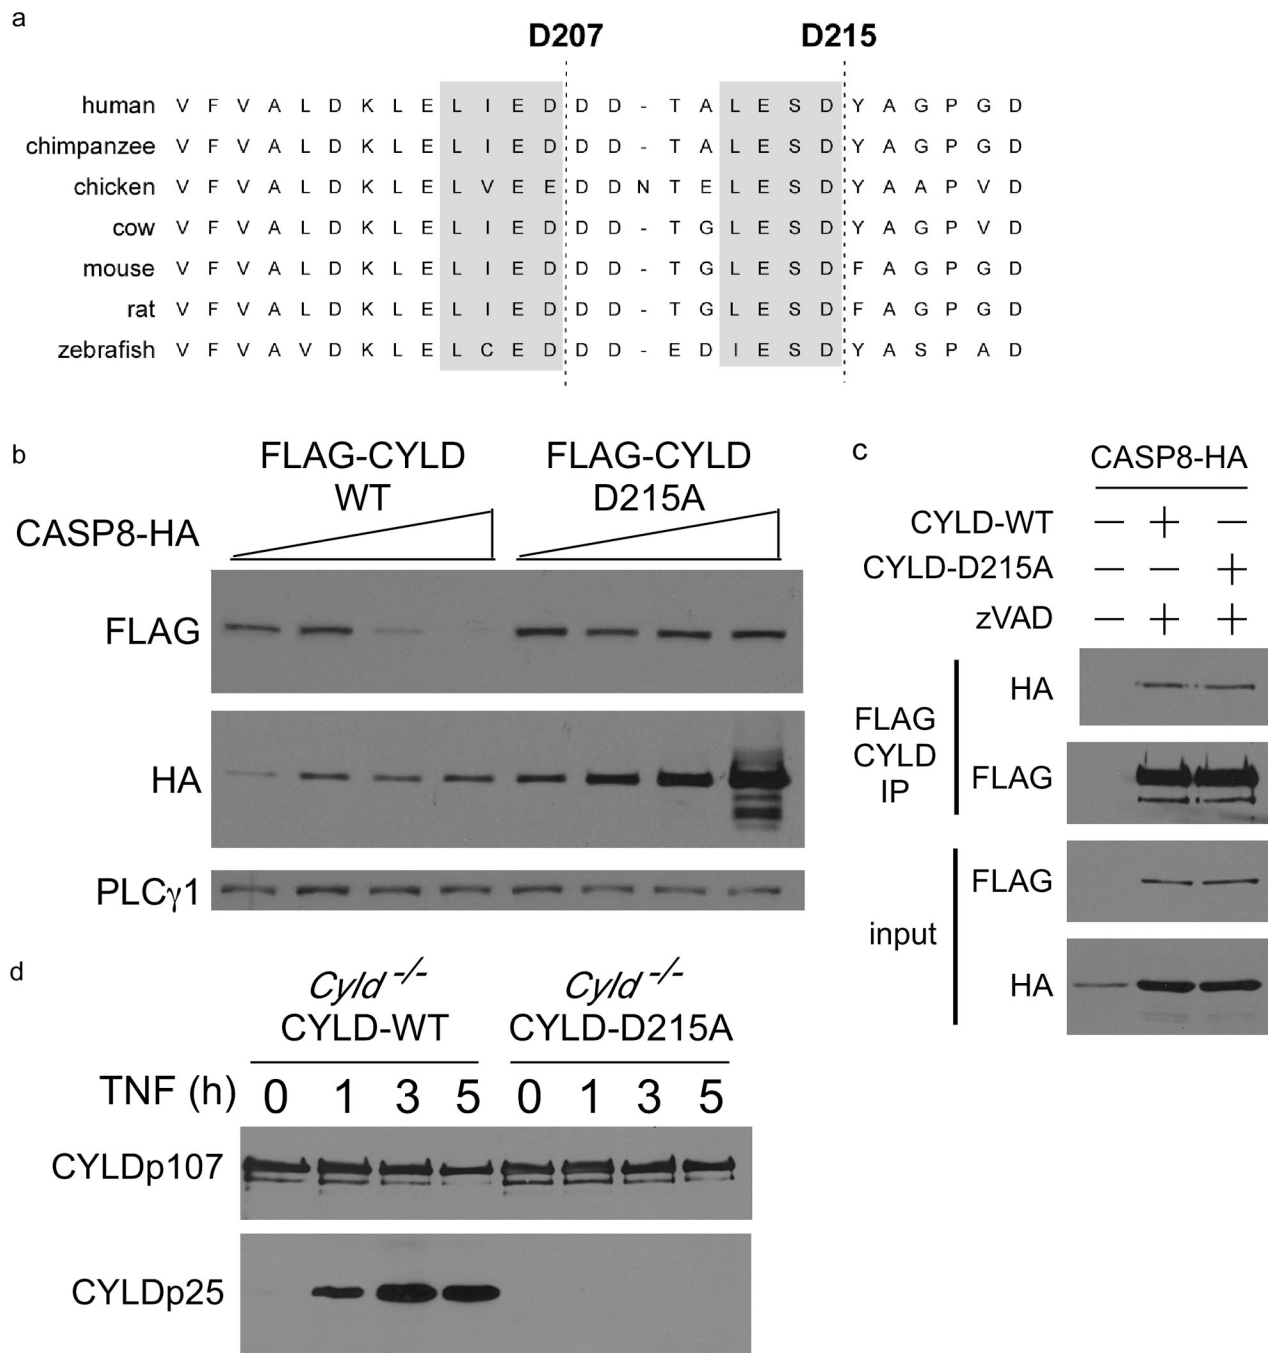 a
D207 D215
human V F V A L D K L E L I E D D D - T A L E S D Y A G P G D
chimpanzee V F V A L D K L E L I E D D D - T A L E S D Y A G P G D
chicken V F V A L D K L E L V E E D D N T E L E S D Y A A P V D
cow V F V A L D K L E L I E D D D - T G L E S D Y A G P V D
mouse V F V A L D K L E L I E D D D - T G L E S D F A G P G D
rat V F V A L D K L E L I E D D D - T G L E S D F A G P G D
zebrafish V F V A V D K L E L C E D D D - E D I E S D Y A S P A D
b
FLAG-CYLD WT FLAG-CYLD D215A
CASP8-HA
FLAG
HA
PLCγ1
c
CASP8-HA
CYLD-WT — + —
CYLD-D215A — — +
zVAD — + +
FLAG CYLD IP
HA
FLAG
input
FLAG
HA
d
Cyld -/- Cyld -/-
CYLD-WT CYLD-D215A
TNF (h) 0 1 3 5 0 1 3 5
CYLDp107
CYLDp25